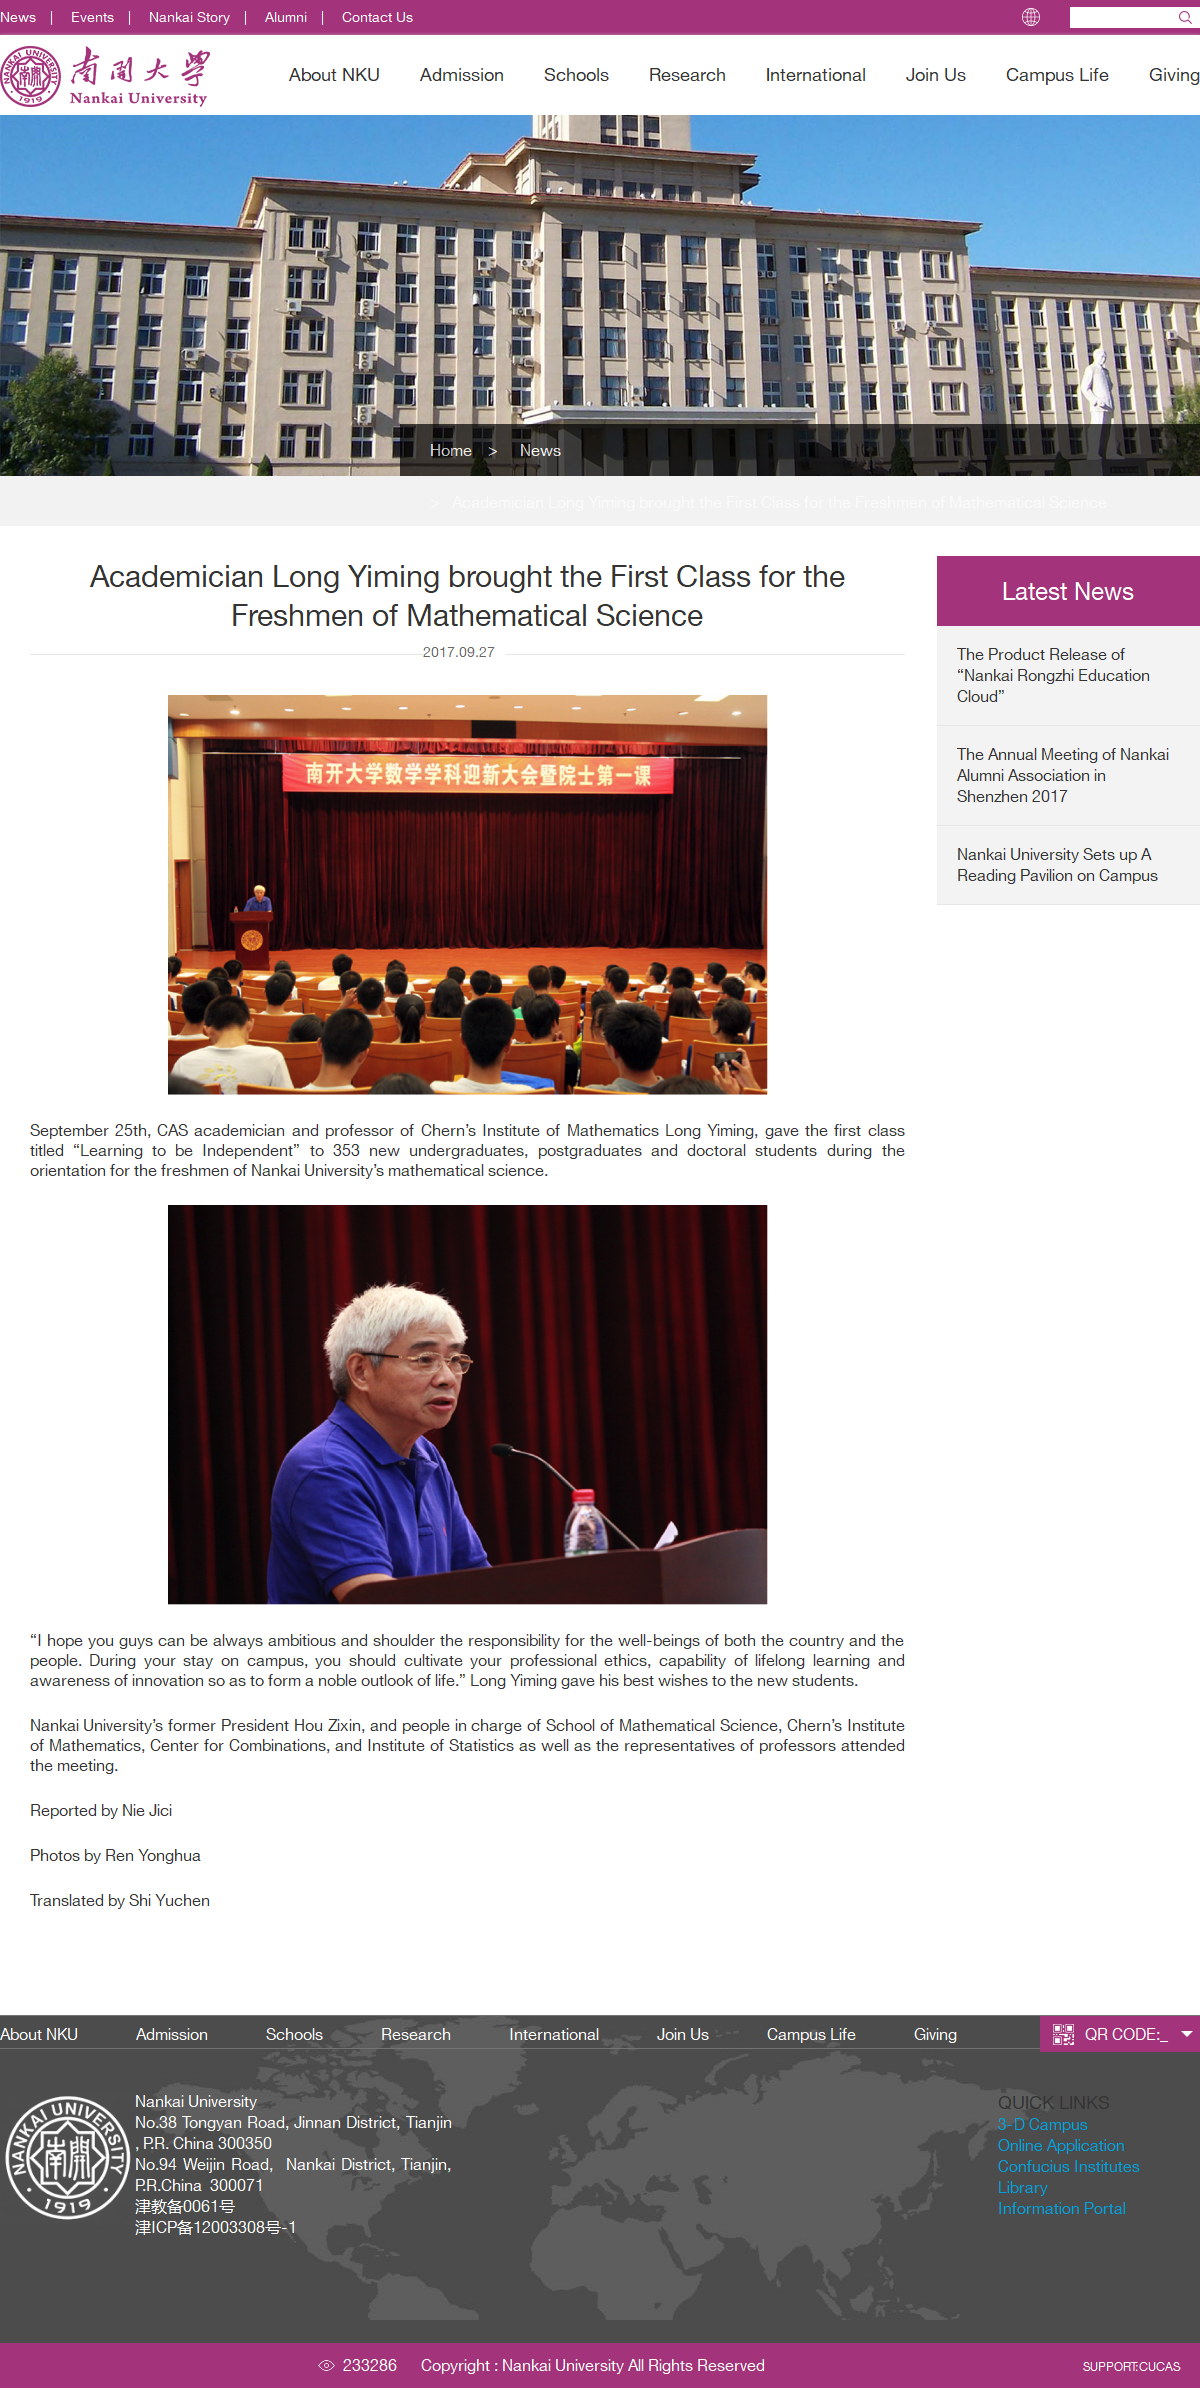 News | Events | Nankai Story | Alumni | Contact Us
NANKAI UNIVERSITY
1919
南開大學
Nankai University
About NKU Admission Schools Research International Join Us Campus Life Giving
Home > News
> Academician Long Yiming brought the First Class for the Freshmen of Mathematical Science
Academician Long Yiming brought the First Class for the
Freshmen of Mathematical Science
2017.09.27
南开大学数学学科迎新大会暨院士第一课
September 25th, CAS academician and professor of Chern’s Institute of Mathematics Long Yiming, gave the first class
titled “Learning to be Independent” to 353 new undergraduates, postgraduates and doctoral students during the
orientation for the freshmen of Nankai University’s mathematical science.
“I hope you guys can be always ambitious and shoulder the responsibility for the well-beings of both the country and the
people. During your stay on campus, you should cultivate your professional ethics, capability of lifelong learning and
awareness of innovation so as to form a noble outlook of life.” Long Yiming gave his best wishes to the new students.
Nankai University’s former President Hou Zixin, and people in charge of School of Mathematical Science, Chern’s Institute
of Mathematics, Center for Combinations, and Institute of Statistics as well as the representatives of professors attended
the meeting.
Reported by Nie Jici
Photos by Ren Yonghua
Translated by Shi Yuchen
Latest News
The Product Release of
“Nankai Rongzhi Education
Cloud”
The Annual Meeting of Nankai
Alumni Association in
Shenzhen 2017
Nankai University Sets up A
Reading Pavilion on Campus
About NKU Admission Schools Research International Join Us Campus Life Giving
QR CODE:_
NANKAI UNIVERSITY
南開
1919
Nankai University
No.38 Tongyan Road, Jinnan District, Tianjin
, P.R. China 300350
No.94 Weijin Road, Nankai District, Tianjin,
P.R.China 300071
津教备0061号
津ICP备12003308号-1
QUICK LINKS
3-D Campus
Online Application
Confucius Institutes
Library
Information Portal
233286 Copyright : Nankai University All Rights Reserved
SUPPORT:CUCAS